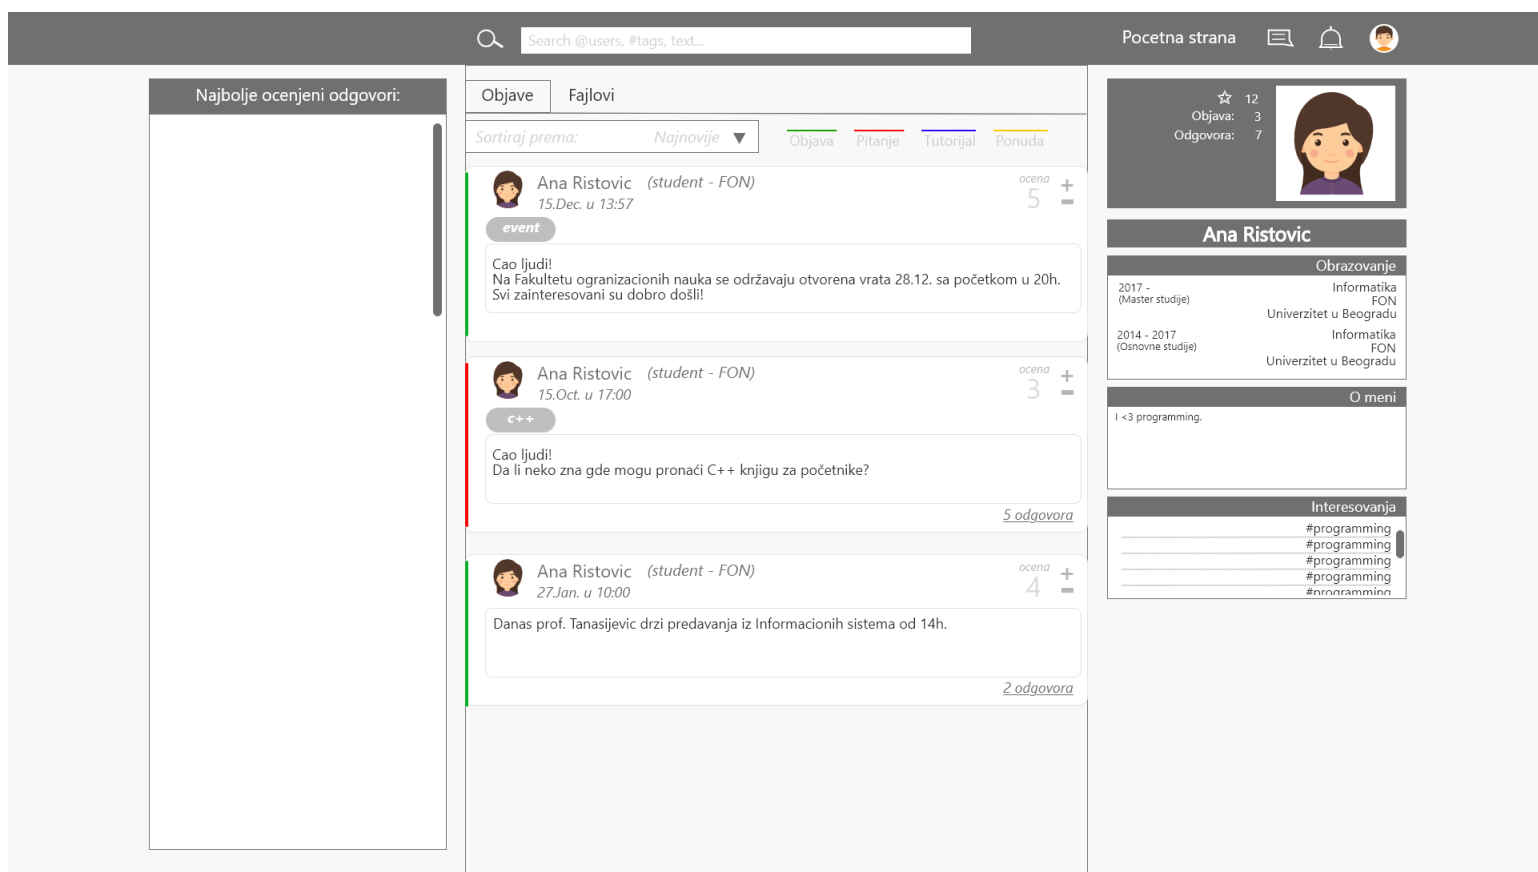 Search @users, #tags, text...
Pocetna strana
Najbolje ocenjeni odgovori:
Objave
Fajlovi
Sortiraj prema: Najnovije
Objava
Pitanje
Tutorijal
Ponuda
Ana Ristovic (student - FON)
15.Dec. u 13:57
ocena
5
event
Cao ljudi!
Na Fakultetu ogranizacionih nauka se održavaju otvorena vrata 28.12. sa početkom u 20h.
Svi zainteresovani su dobro došli!
Ana Ristovic (student - FON)
15.Oct. u 17:00
ocena
3
c++
Cao ljudi!
Da li neko zna gde mogu pronaći C++ knjigu za početnike?
5 odgovora
Ana Ristovic (student - FON)
27.Jan. u 10:00
ocena
4
Danas prof. Tanasijevic drzi predavanja iz Informacionih sistema od 14h.
2 odgovora
12
Objava: 3
Odgovora: 7
Ana Ristovic
Obrazovanje
2017 -
(Master studije)
Informatika
FON
Univerzitet u Beogradu
2014 - 2017
(Osnovne studije)
Informatika
FON
Univerzitet u Beogradu
O meni
I <3 programming.
Interesovanja
#programming
#programming
#programming
#programming
#programming